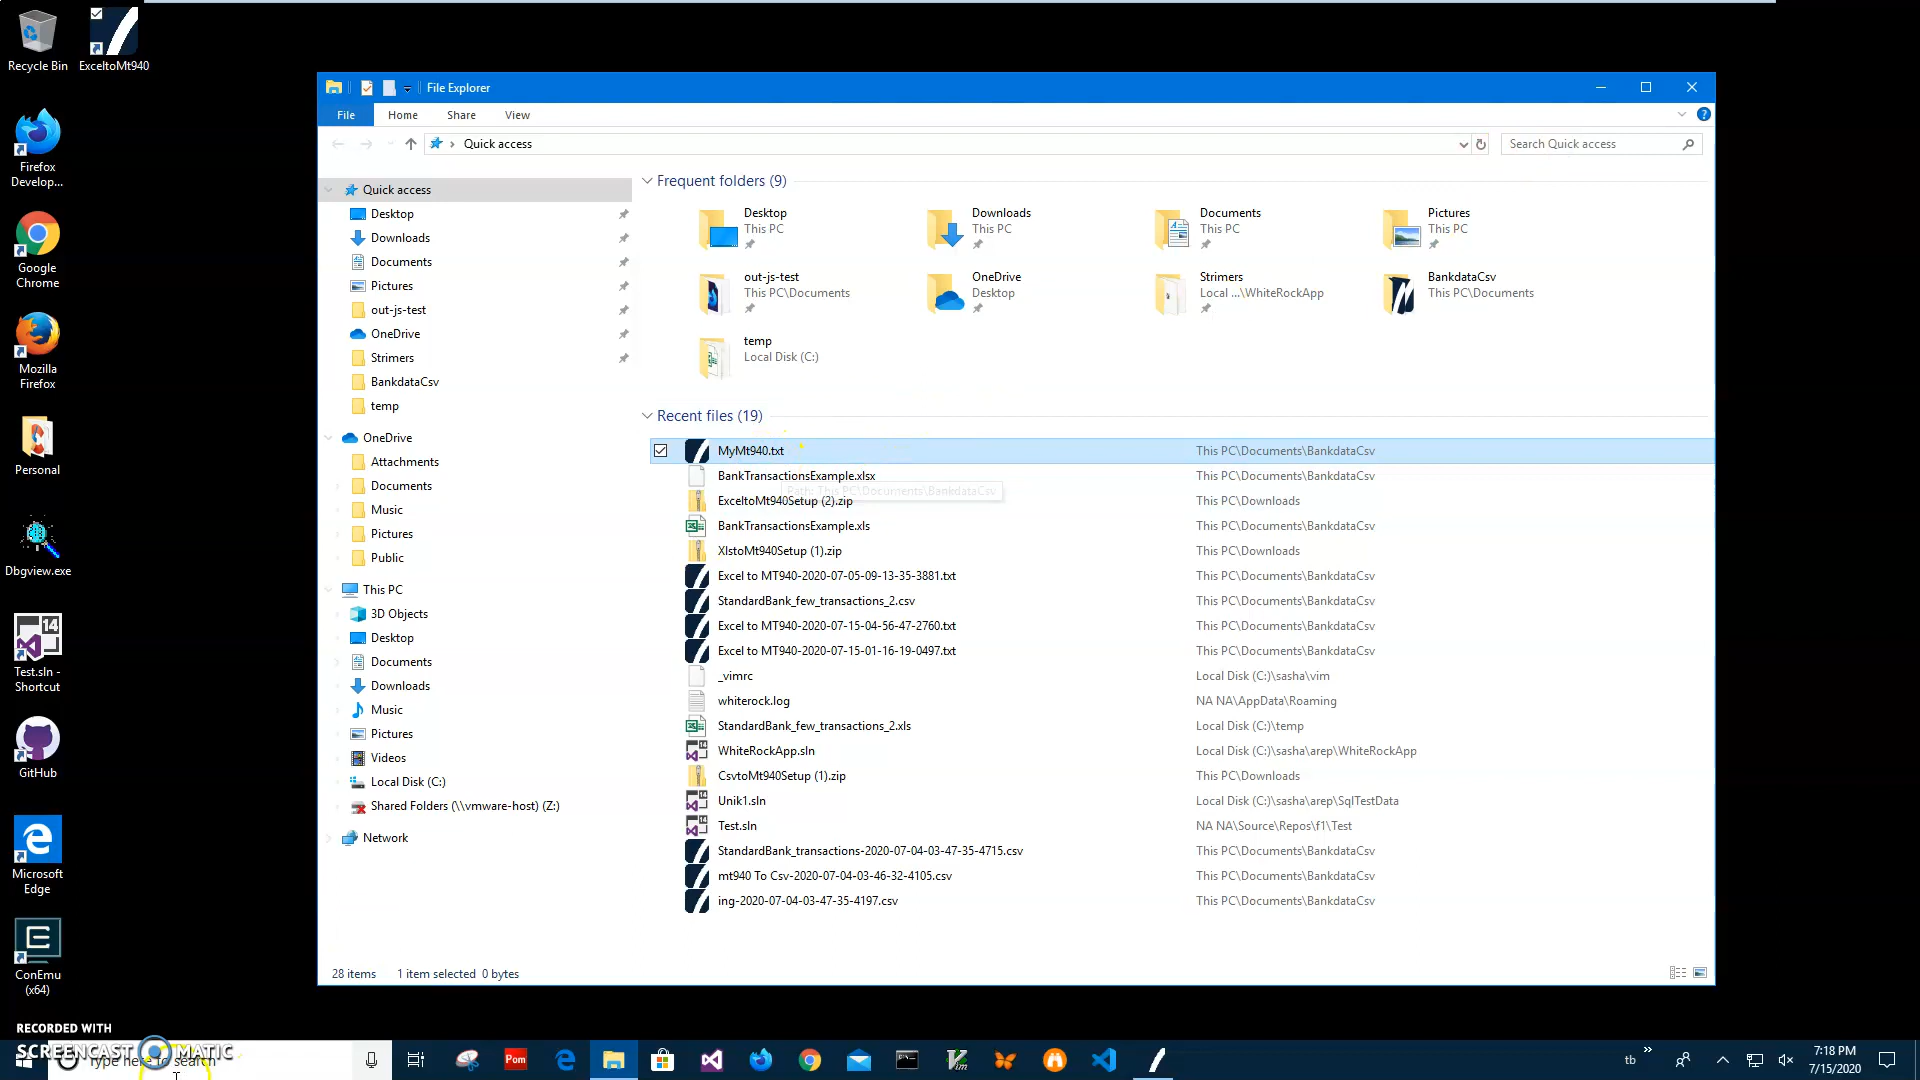 Recycle Bin
ExceltoMt940
Firefox
Develop...
Google
Chrome
Mozilla
Firefox
Personal
Dbgview.exe
14
Test.sln -
Shortcut
GitHub
Microsoft
Edge
ConEmu
(x64)
File Explorer
File
Home
Share
View
Quick access
Search Quick access
Quick access
Desktop
Downloads
Documents
Pictures
out-js-test
OneDrive
Strimers
BankdataCsv
temp
OneDrive
Attachments
Documents
Music
Pictures
Public
This PC
3D Objects
Desktop
Documents
Downloads
Music
Pictures
Videos
Local Disk (C:)
Shared Folders (\\vmware-host) (Z:)
Network
Frequent folders (9)
Desktop
This PC
Downloads
This PC
Documents
This PC
Pictures
This PC
out-js-test
This PC\Documents
OneDrive
Desktop
Strimers
Local ...\WhiteRockApp
BankdataCsv
This PC\Documents
temp
Local Disk (C:)
Recent files (19)
MyMt940.txt This PC\Documents\BankdataCsv
BankTransactionsExample.xlsx This PC\Documents\BankdataCsv
Path: This PC\Documents\BankdataCsv
ExceltoMt940Setup (2).zip This PC\Downloads
BankTransactionsExample.xls This PC\Documents\BankdataCsv
XlstoMt940Setup (1).zip This PC\Downloads
Excel to MT940-2020-07-05-09-13-35-3881.txt This PC\Documents\BankdataCsv
StandardBank_few_transactions_2.csv This PC\Documents\BankdataCsv
Excel to MT940-2020-07-15-04-56-47-2760.txt This PC\Documents\BankdataCsv
Excel to MT940-2020-07-15-01-16-19-0497.txt This PC\Documents\BankdataCsv
_vimrc Local Disk (C:)\sasha\vim
whiterock.log NA NA\AppData\Roaming
StandardBank_few_transactions_2.xls Local Disk (C:)\temp
WhiteRockApp.sln Local Disk (C:)\sasha\arep\WhiteRockApp
CsvtoMt940Setup (1).zip This PC\Downloads
Unik1.sln Local Disk (C:)\sasha\arep\SqlTestData
Test.sln NA NA\Source\Repos\f1\Test
StandardBank_transactions-2020-07-04-03-47-35-4715.csv This PC\Documents\BankdataCsv
mt940 To Csv-2020-07-04-03-46-32-4105.csv This PC\Documents\BankdataCsv
ing-2020-07-04-03-47-35-4197.csv This PC\Documents\BankdataCsv
28 items 1 item selected 0 bytes
RECORDED WITH
SCREENCAST MATIC
Type here to search
Pom
Vim
tb
7:18 PM
7/15/2020